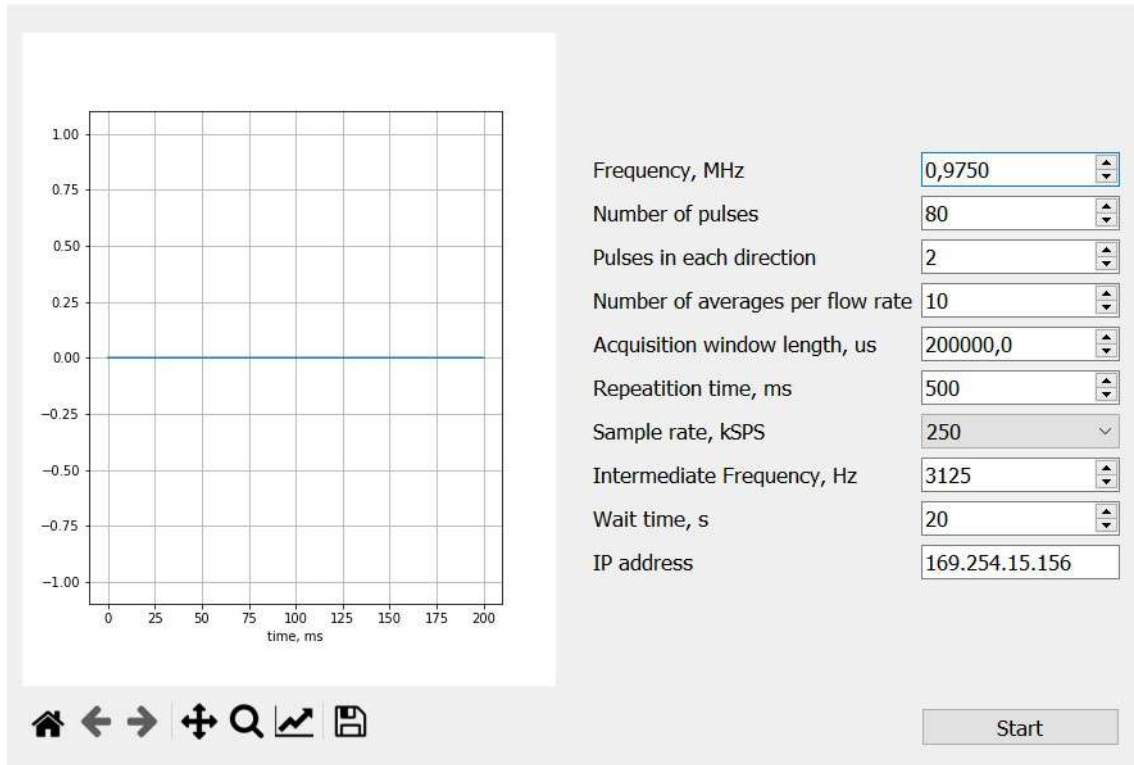 1.00
0.75
0.50
0.25
0.00
−0.25
−0.50
−0.75
−1.00
0 25 50 75 100 125 150 175 200
time, ms
Frequency, MHz 0,9750
Number of pulses 80
Pulses in each direction 2
Number of averages per flow rate 10
Acquisition window length, us 200000,0
Repeatition time, ms 500
Sample rate, kSPS 250
Intermediate Frequency, Hz 3125
Wait time, s 20
IP address 169.254.15.156
Start